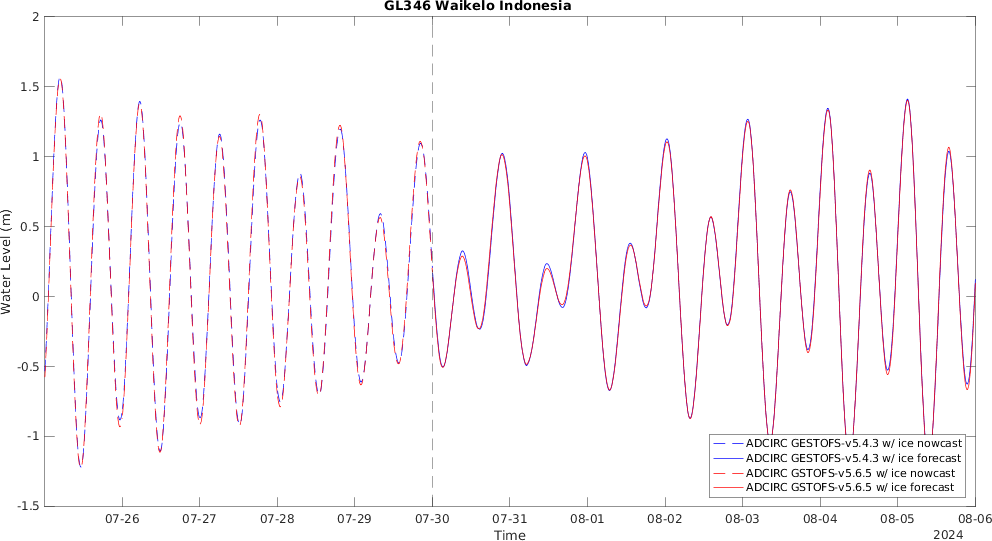 GL346 Waikelo Indonesia
2
1.5
1
0.5
0
-0.5
-1
-1.5
Water Level (m)
ADCIRC GESTOFS-v5.4.3 w/ ice nowcast
ADCIRC GESTOFS-v5.4.3 w/ ice forecast
ADCIRC GSTOFS-v5.6.5 w/ ice nowcast
ADCIRC GSTOFS-v5.6.5 w/ ice forecast
07-26 07-27 07-28 07-29 07-30 07-31 08-01 08-02 08-03 08-04 08-05 08-06
Time
2024